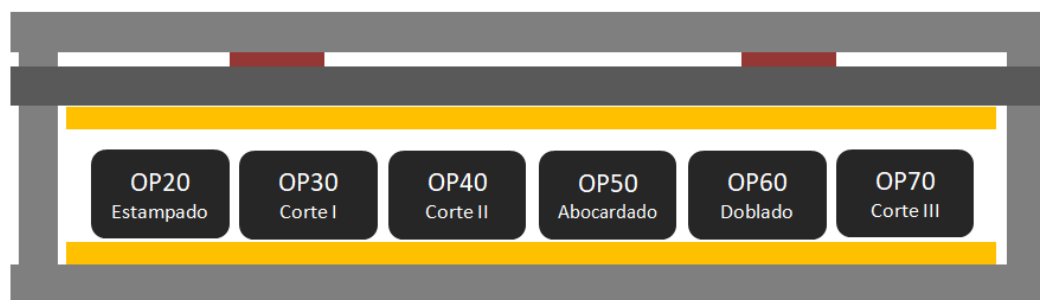 OP20
Estampado
OP30
Corte I
OP40
Corte II
OP50
Abocardado
OP60
Doblado
OP70
Corte III